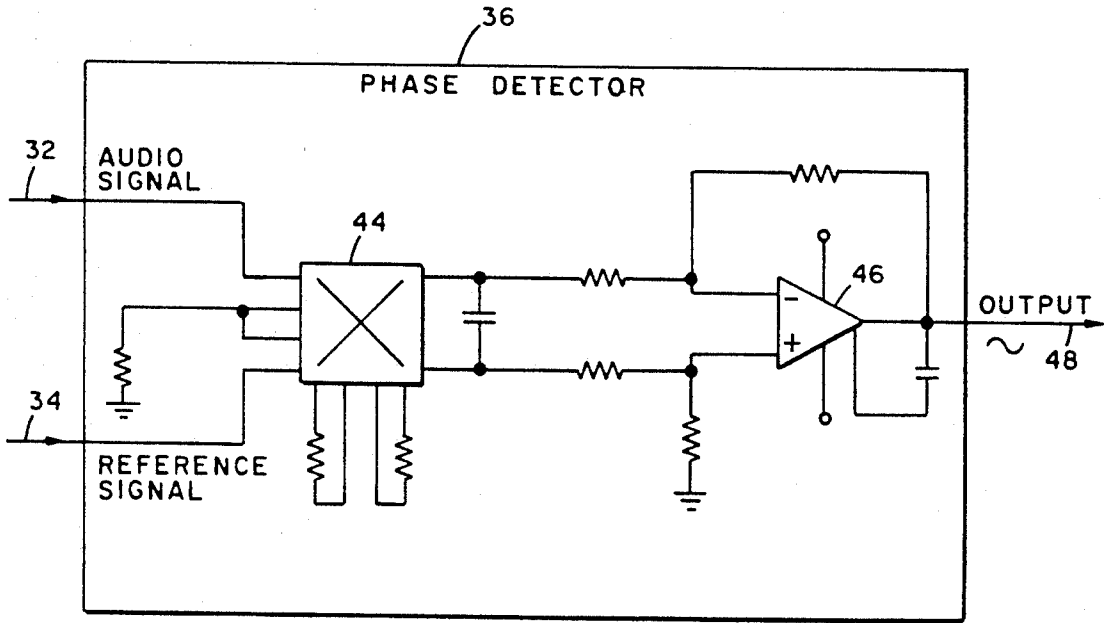 36
PHASE DETECTOR
32
AUDIO
SIGNAL
44
46
-
+
OUTPUT
48
34
REFERENCE
SIGNAL